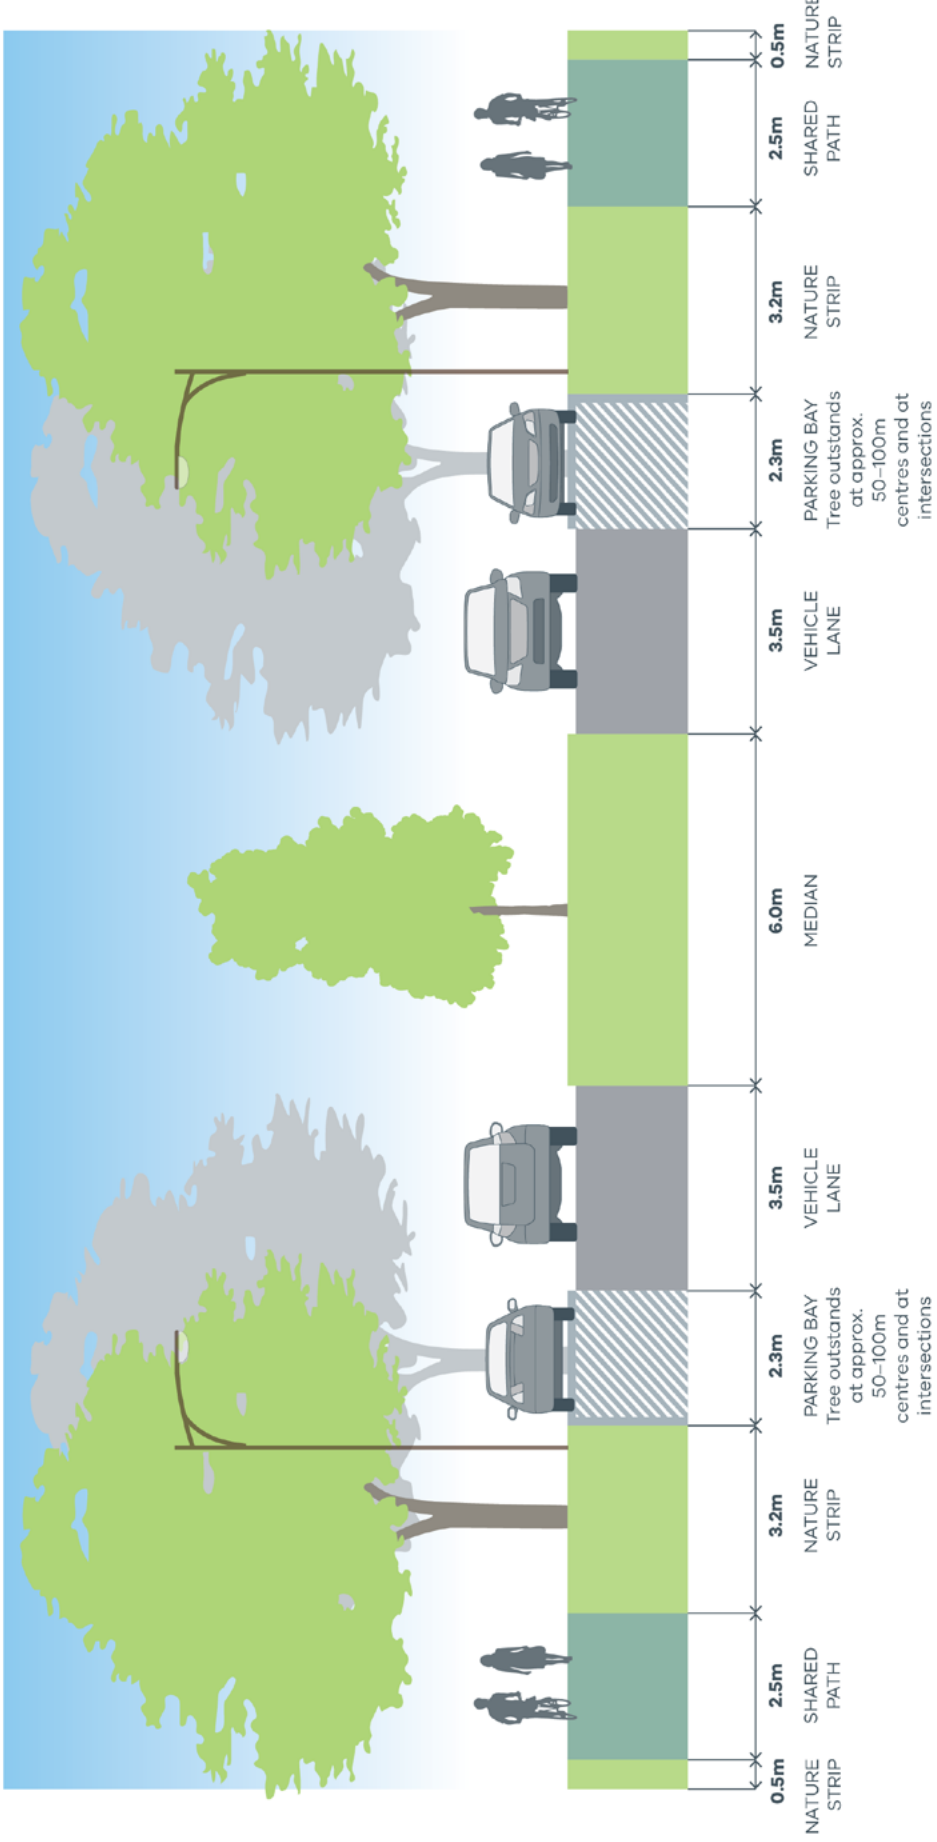 0.5m
NATURE
STRIP
2.5m
SHARED
PATH
3.2m
NATURE
STRIP
2.3m
PARKING BAY
Tree outstands
at approx.
50–100m
centres and at
intersections
3.5m
VEHICLE
LANE
6.0m
MEDIAN
3.5m
VEHICLE
LANE
2.3m
PARKING BAY
Tree outstands
at approx.
50–100m
centres and at
intersections
3.2m
NATURE
STRIP
2.5m
SHARED
PATH
0.5m
NATURE
STRIP